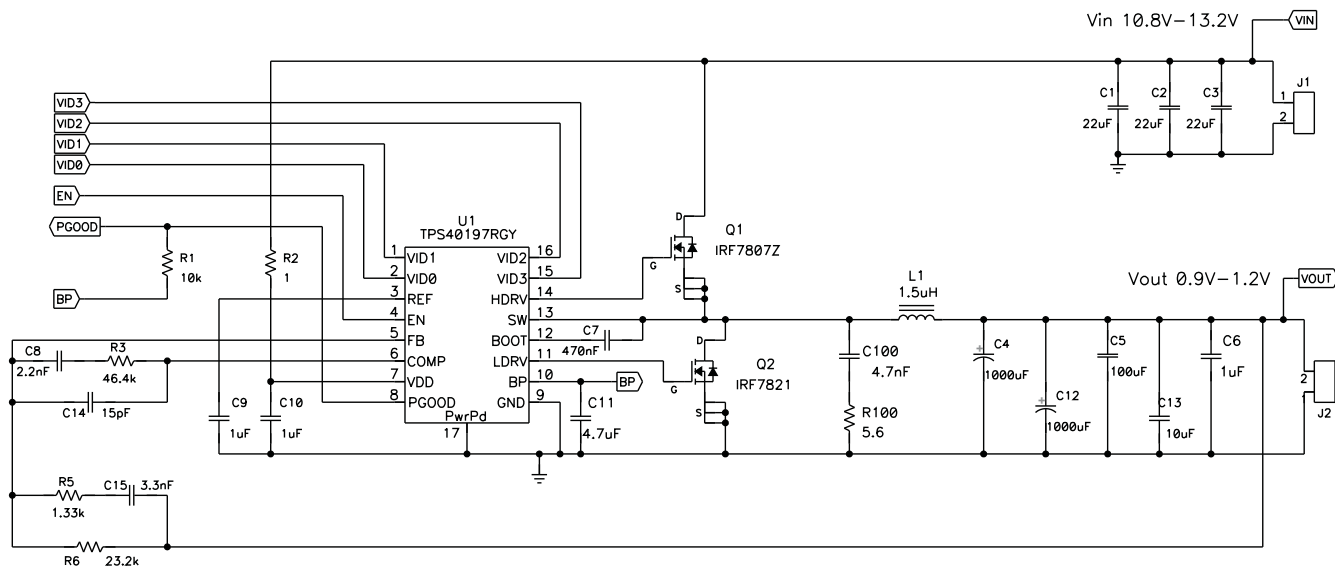 Vin 10.8V-13.2V
VIN
J1
C1
C2
C3
1
2
22uF
22uF
22uF
VID3
VID2
VID1
VID0
EN
PGOOD
U1
TPS40197RGY
D
Q1
IRF7807Z
G
S
R1
10k
R2
1
BP
1 VID1 VID2 16
2 VID0 VID3 15
3 REF HDRV 14
4 EN SW 13
5 FB BOOT 12
6 COMP LDRV 11
7 VDD BP 10
8 PGOOD GND 9
PwrPd
17
L1
1.5uH
Vout 0.9V-1.2V
VOUT
C7
470nF
D
Q2
IRF7821
G
S
C8
2.2nF
R3
46.4k
C14
15pF
C9
1uF
C10
1uF
BP
C11
4.7uF
C100
4.7nF
R100
5.6
C4
1000uF
C12
1000uF
C5
100uF
C13
10uF
C6
1uF
2
1
J2
R5
1.33k
C15
3.3nF
R6
23.2k